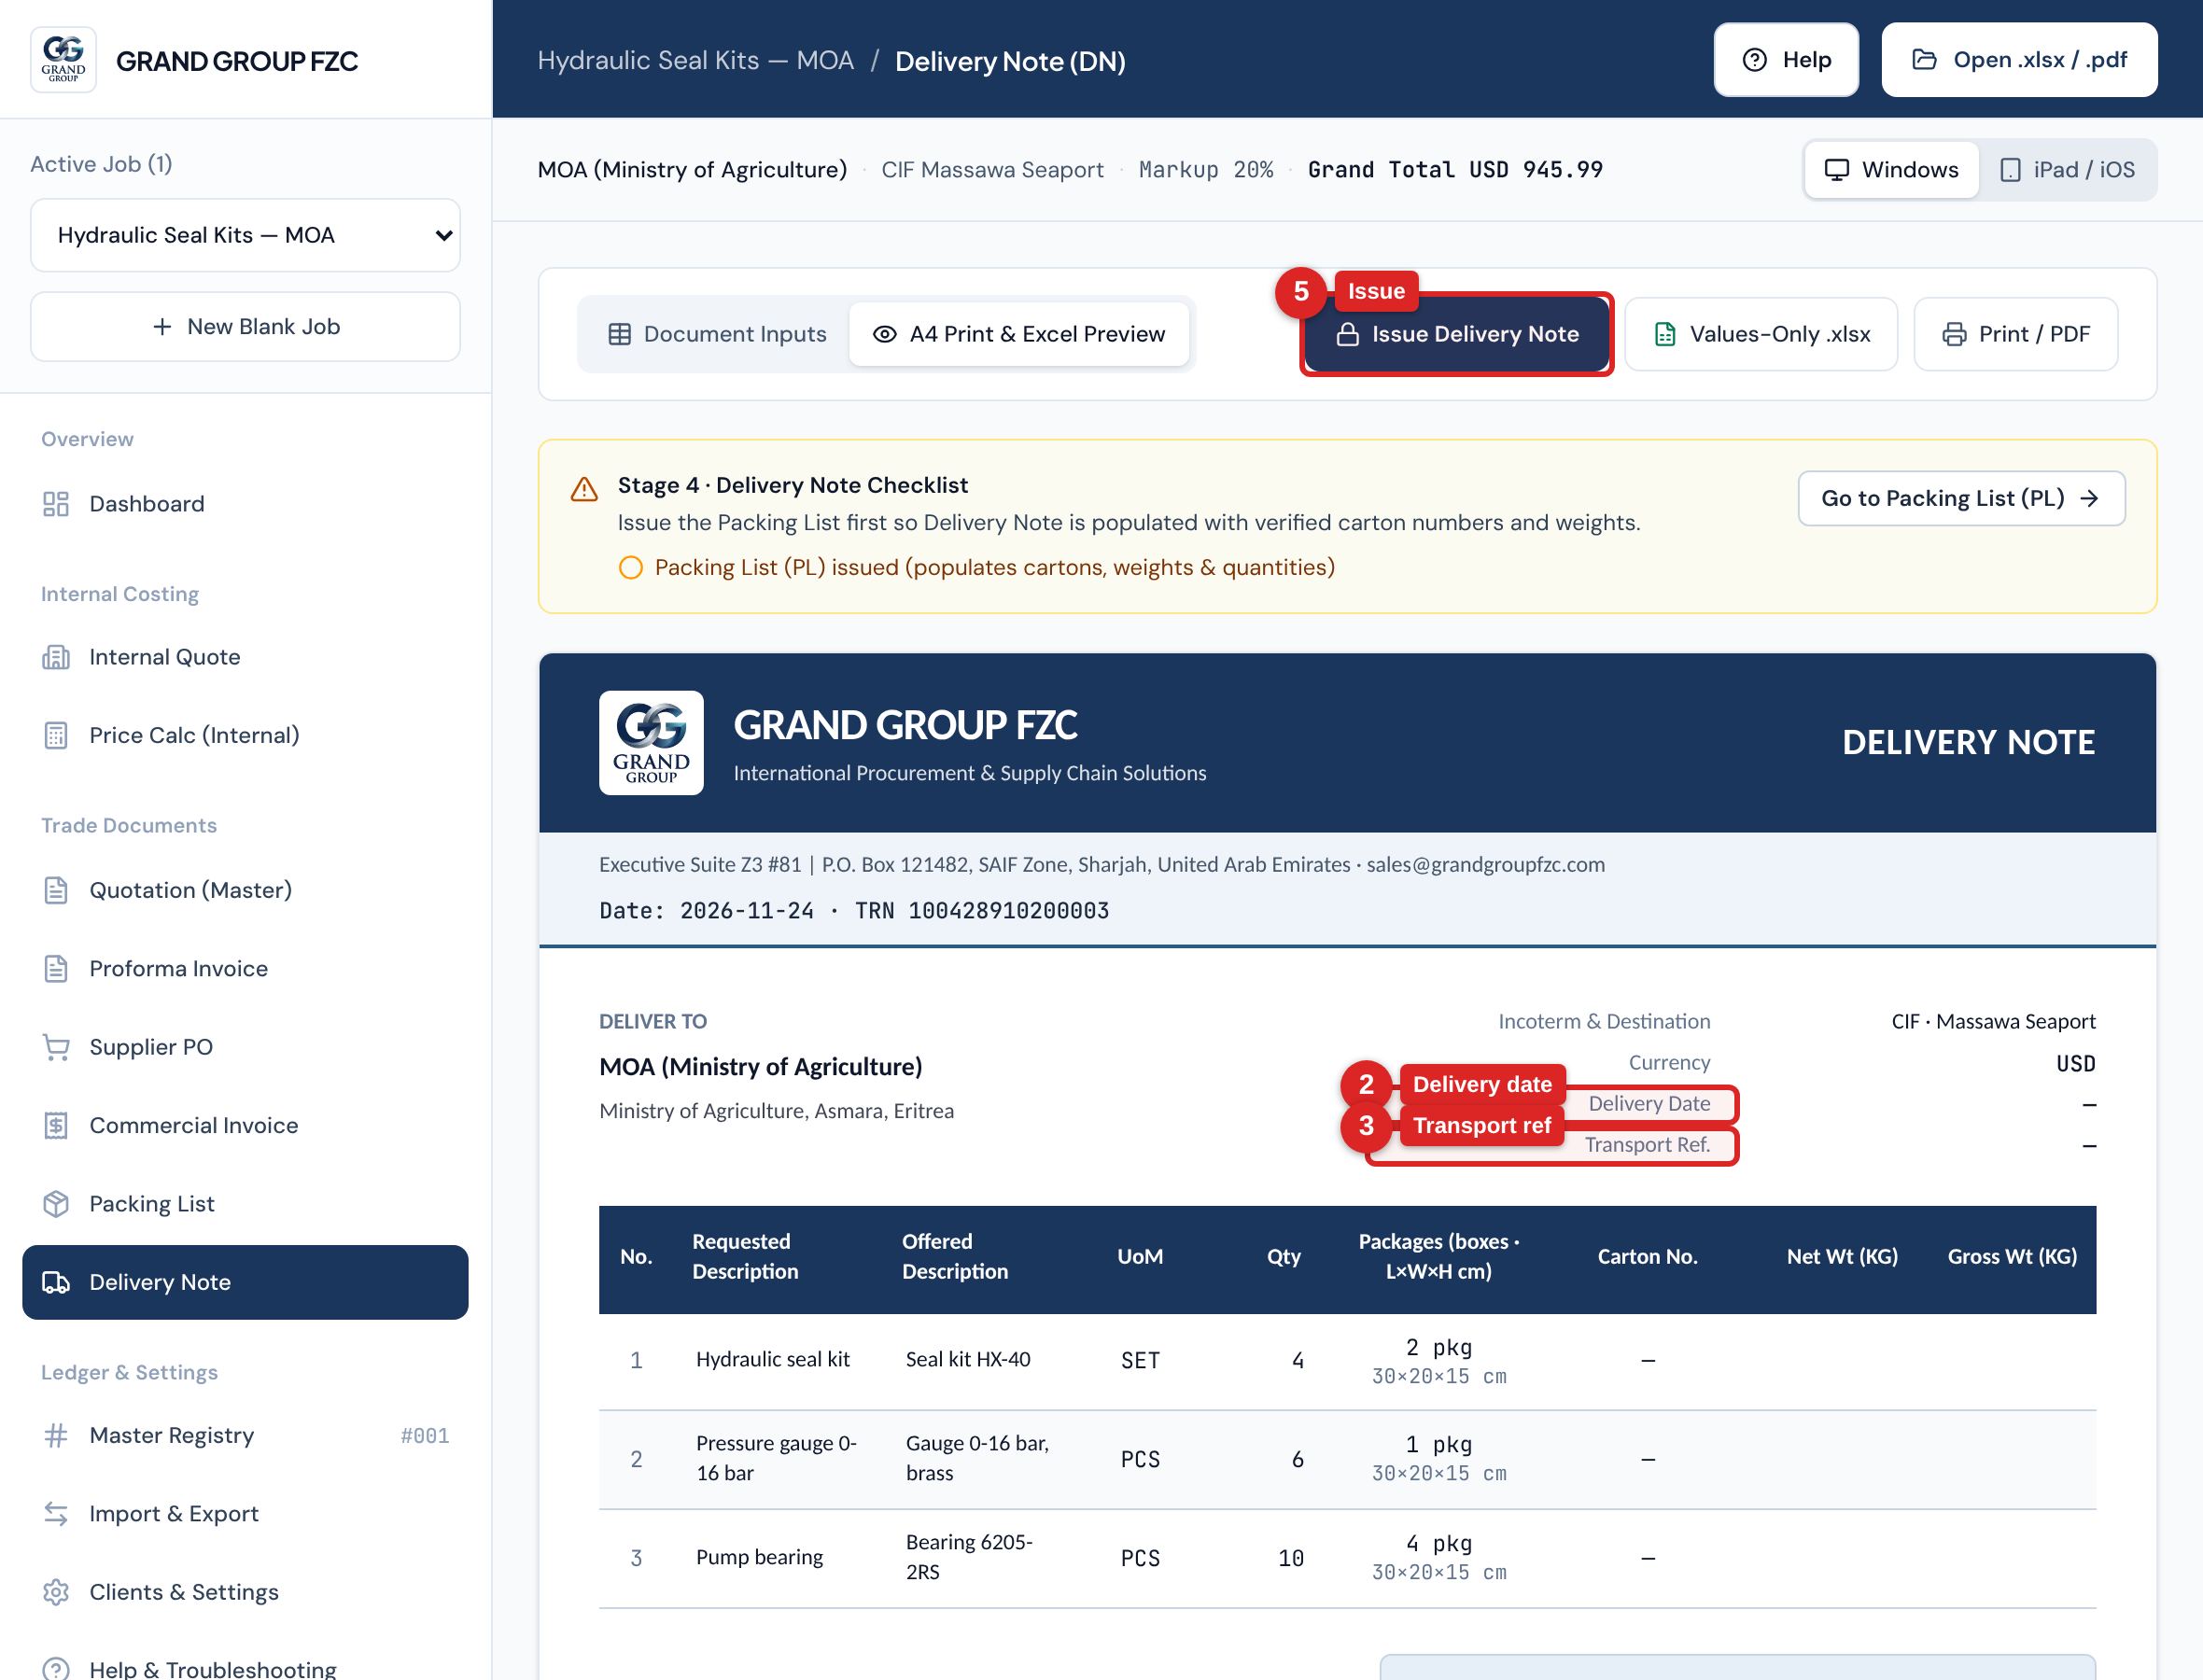 GG
GRAND
GROUP
GRAND GROUP FZC
Hydraulic Seal Kits — MOA / Delivery Note (DN)
Help
Open .xlsx / .pdf
Active Job (1)
Hydraulic Seal Kits — MOA
New Blank Job
MOA (Ministry of Agriculture) · CIF Massawa Seaport · Markup 20% · Grand Total USD 945.99
Windows
iPad / iOS
Overview
Dashboard
Internal Costing
Internal Quote
Price Calc (Internal)
Trade Documents
Quotation (Master)
Proforma Invoice
Supplier PO
Commercial Invoice
Packing List
Delivery Note
Ledger & Settings
Master Registry #001
Import & Export
Clients & Settings
Help & Troubleshooting
Document Inputs
A4 Print & Excel Preview
5 Issue
Issue Delivery Note
Values-Only .xlsx
Print / PDF
Stage 4 · Delivery Note Checklist
Issue the Packing List first so Delivery Note is populated with verified carton numbers and weights.
Packing List (PL) issued (populates cartons, weights & quantities)
Go to Packing List (PL) →
GG
GRAND
GROUP
GRAND GROUP FZC
International Procurement & Supply Chain Solutions
DELIVERY NOTE
Executive Suite Z3 #81 | P.O. Box 121482, SAIF Zone, Sharjah, United Arab Emirates · sales@grandgroupfzc.com
Date: 2026-11-24 · TRN 100428910200003
DELIVER TO
MOA (Ministry of Agriculture)
Ministry of Agriculture, Asmara, Eritrea
Incoterm & Destination CIF · Massawa Seaport
Currency USD
2 Delivery date
Delivery Date –
3 Transport ref
Transport Ref. –
No. Requested Description Offered Description UoM Qty Packages (boxes · L×W×H cm) Carton No. Net Wt (KG) Gross Wt (KG)
1 Hydraulic seal kit Seal kit HX-40 SET 4 2 pkg 30×20×15 cm –
2 Pressure gauge 0-16 bar Gauge 0-16 bar, brass PCS 6 1 pkg 30×20×15 cm –
3 Pump bearing Bearing 6205-2RS PCS 10 4 pkg 30×20×15 cm –